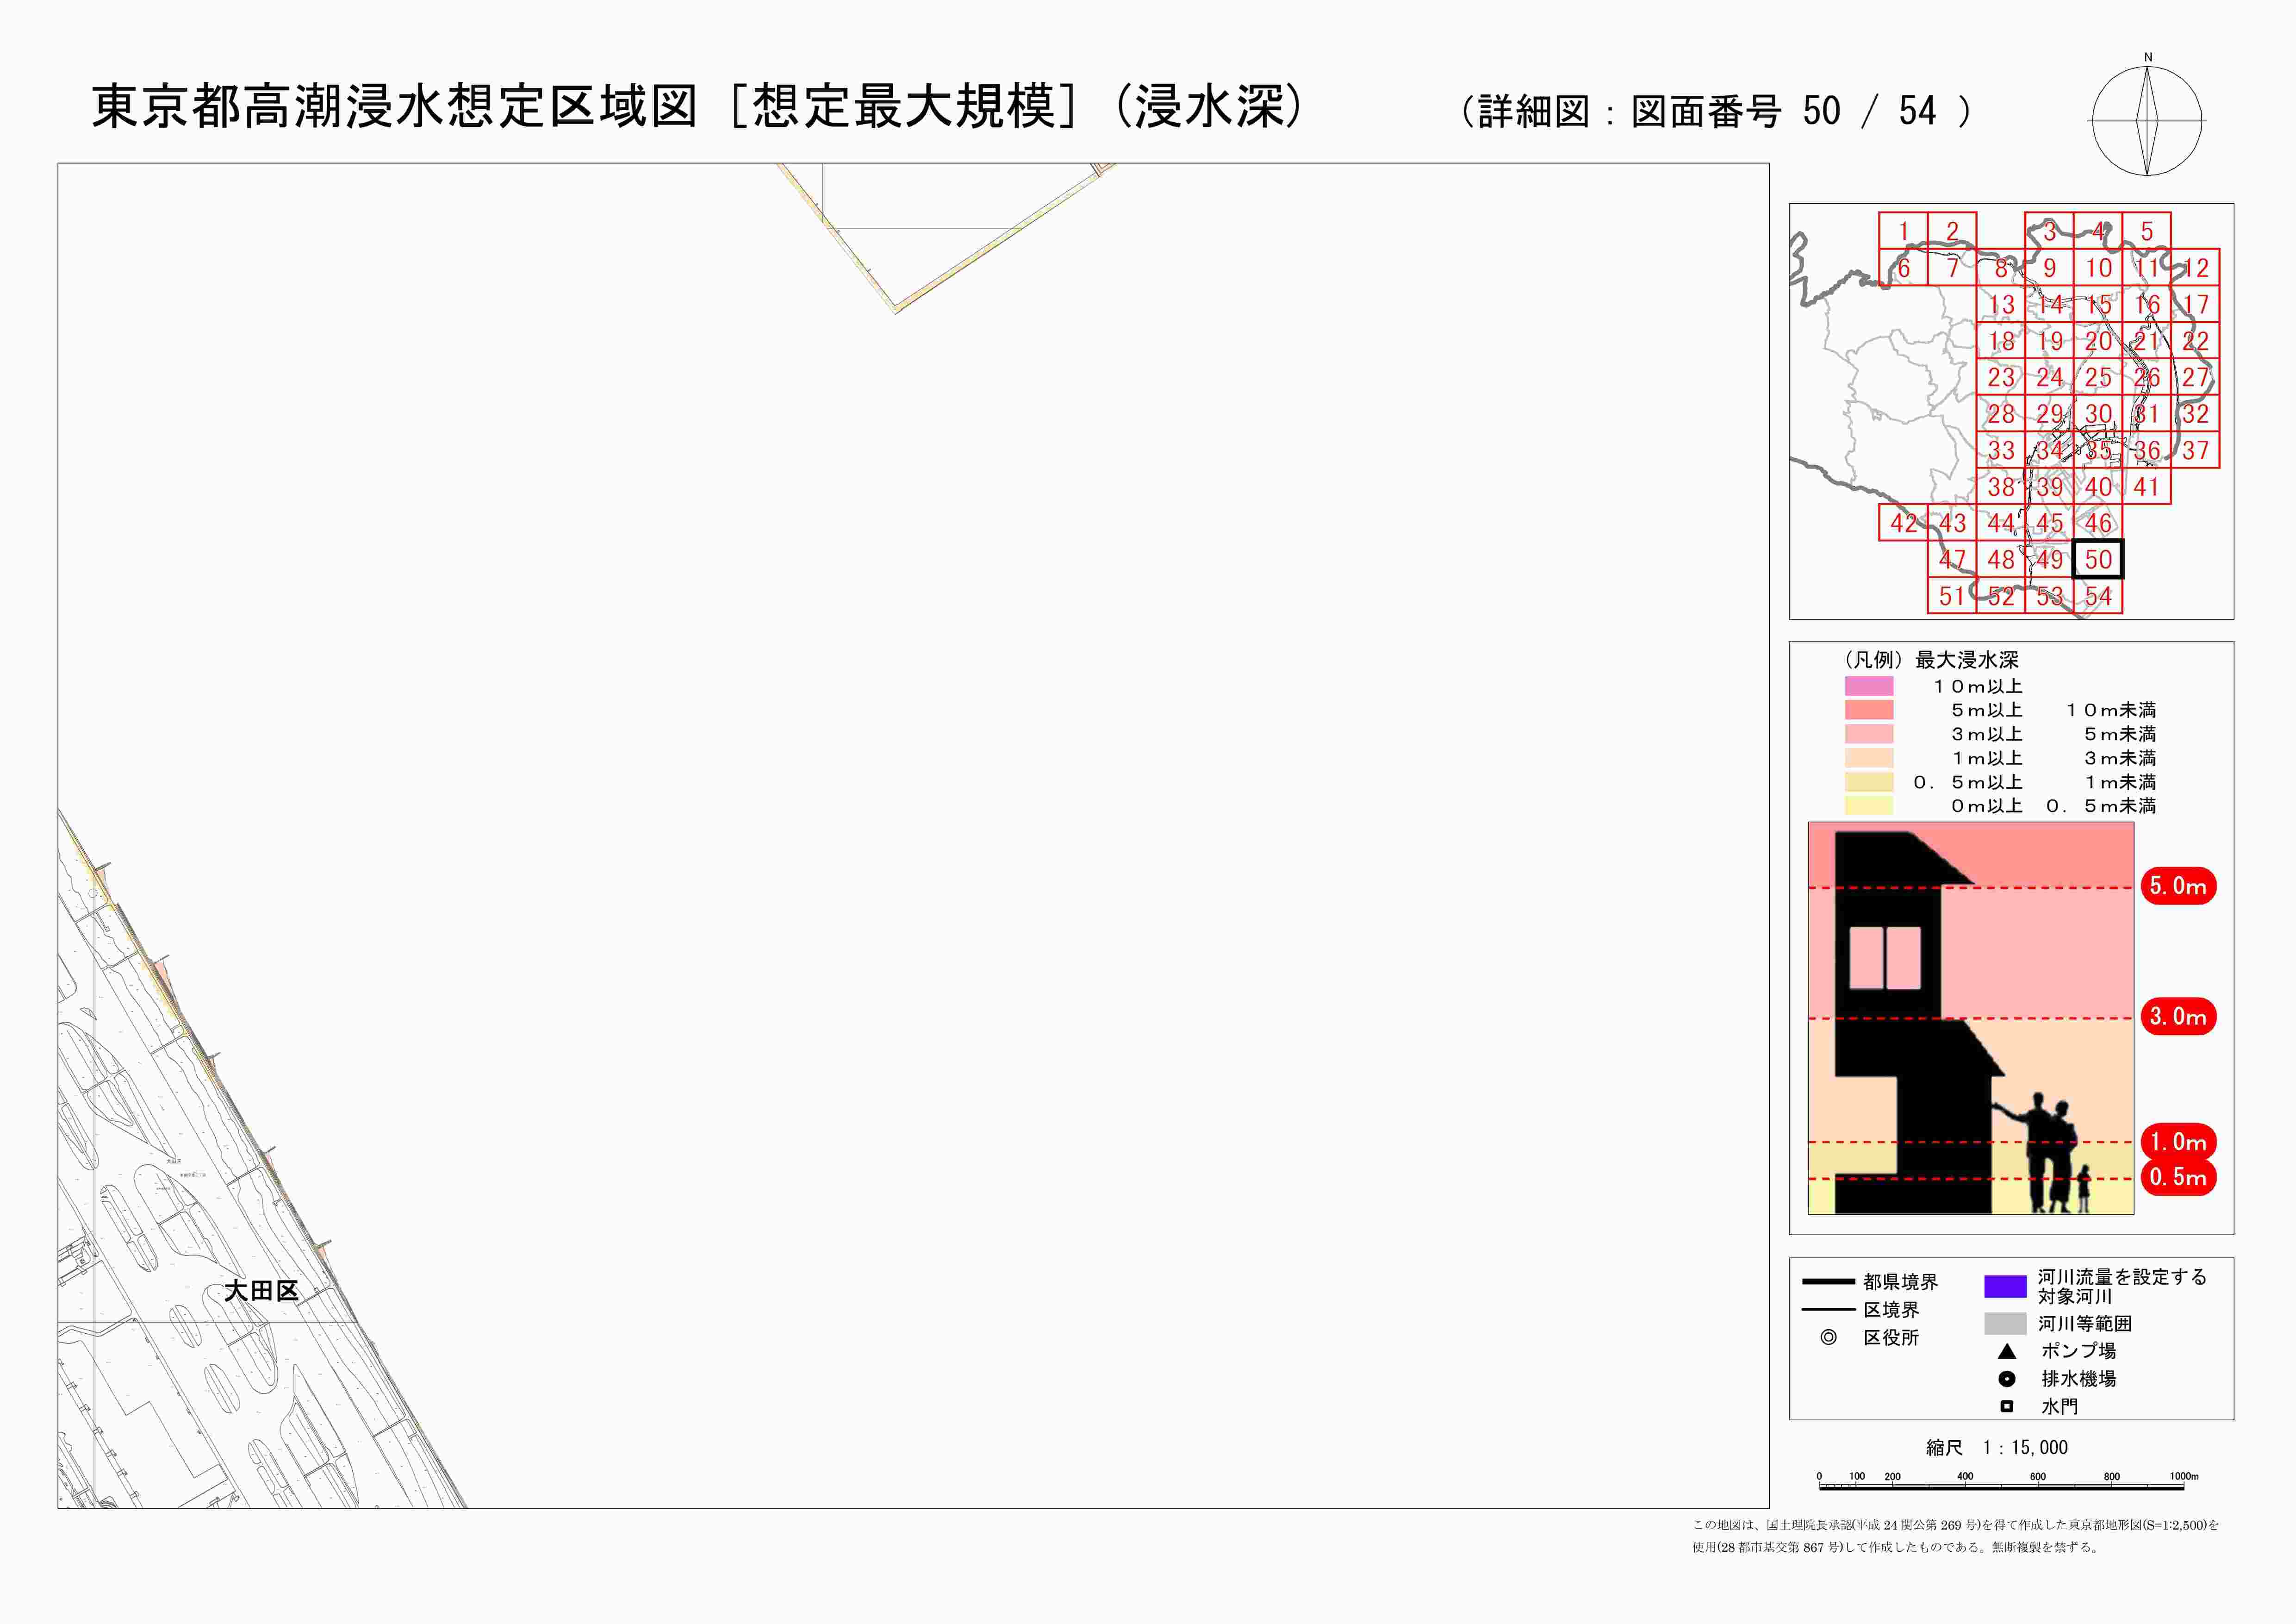 東京都高潮浸水想定区域図［想定最大規模］（浸水深）
（詳細図：図面番号 50 / 54 ）
N
1 2 3 4 5
6 7 8 9 10 11 12
13 14 15 16 17
18 19 20 21 22
23 24 25 26 27
28 29 30 31 32
33 34 35 36 37
38 39 40 41
42 43 44 45 46
47 48 49 50
51 52 53 54
（凡例）最大浸水深
１０ｍ以上
５ｍ以上 １０ｍ未満
３ｍ以上 ５ｍ未満
１ｍ以上 ３ｍ未満
０．５ｍ以上 １ｍ未満
０ｍ以上 ０．５ｍ未満
5.0m
3.0m
1.0m
0.5m
大田区
都県境界
区境界
区役所
河川流量を設定する
対象河川
河川等範囲
ポンプ場
排水機場
水門
縮尺 1：15,000
0 100 200 400 600 800 1000m
この地図は、国土理院長承認(平成 24 関公第 269 号)を得て作成した東京都地形図(S=1:2,500)を
使用(28 都市基交第 867 号)して作成したものである。無断複製を禁ずる。